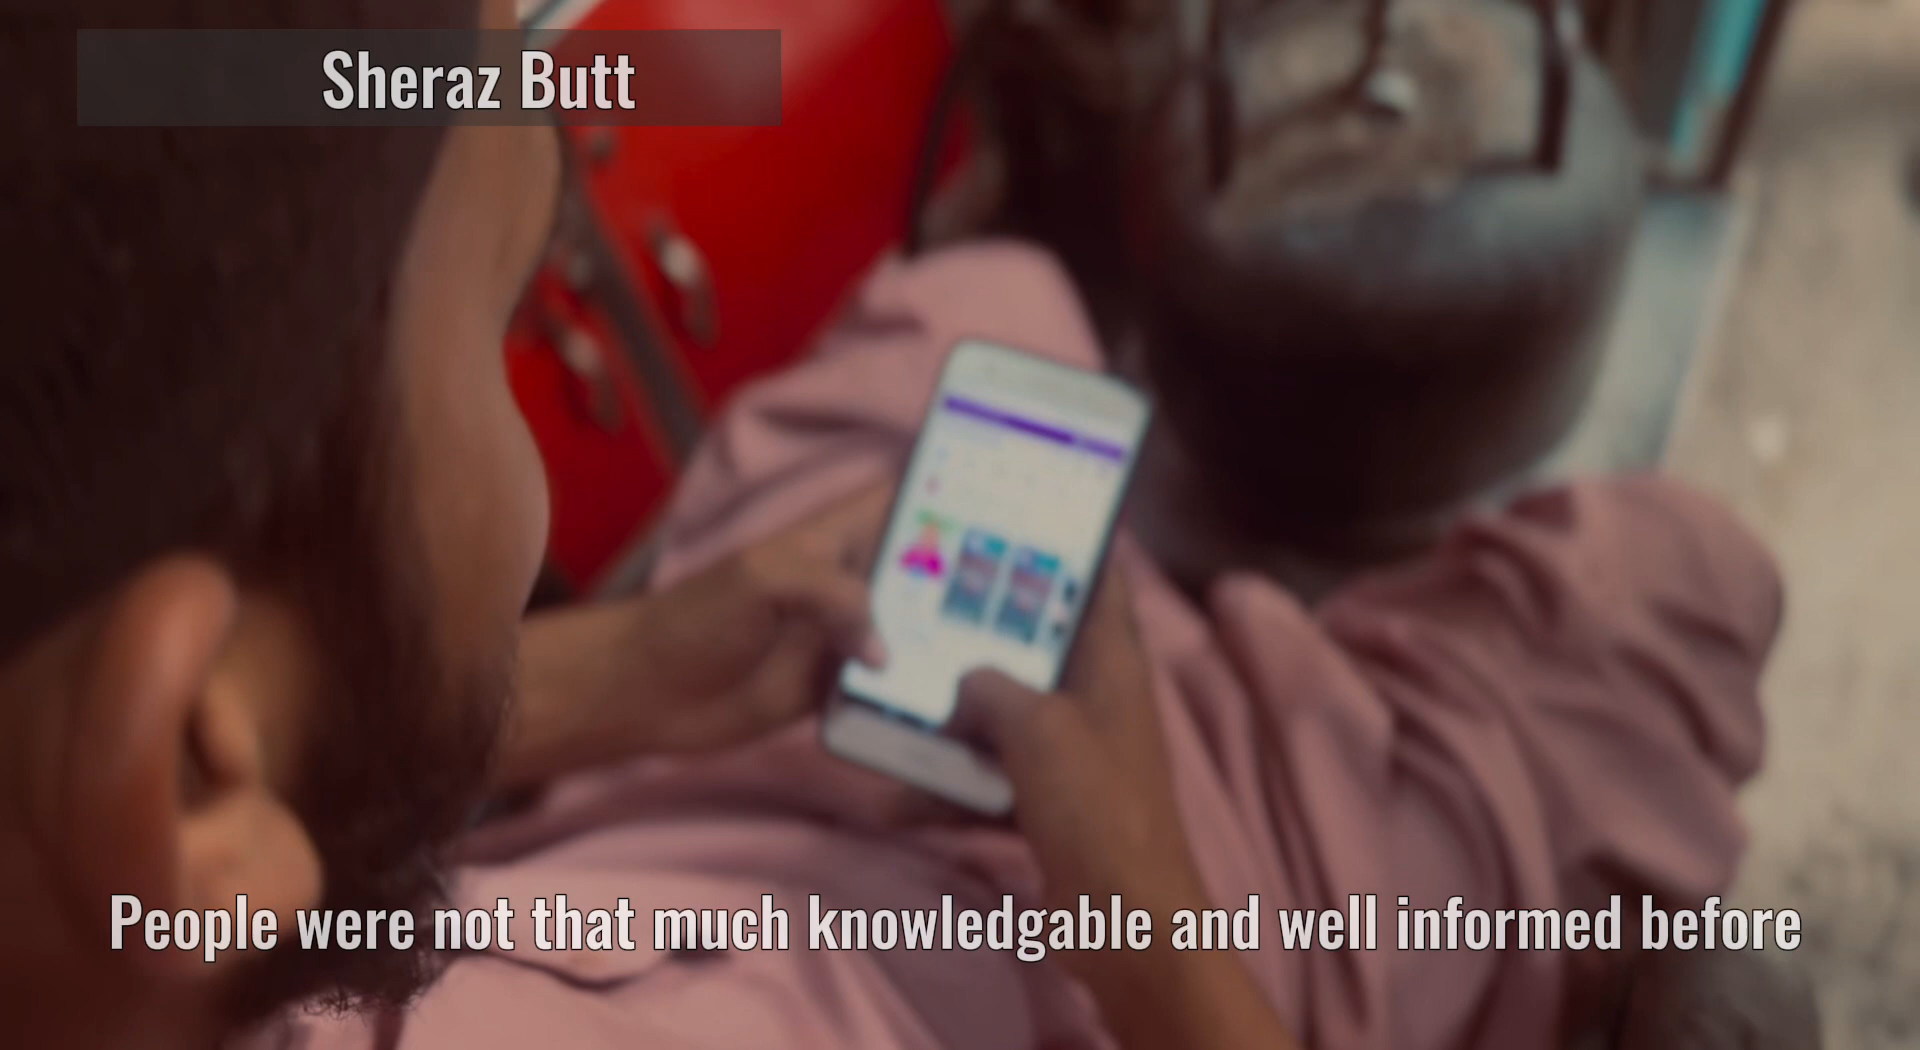 Sheraz Butt
People were not that much knowledgable and well informed before